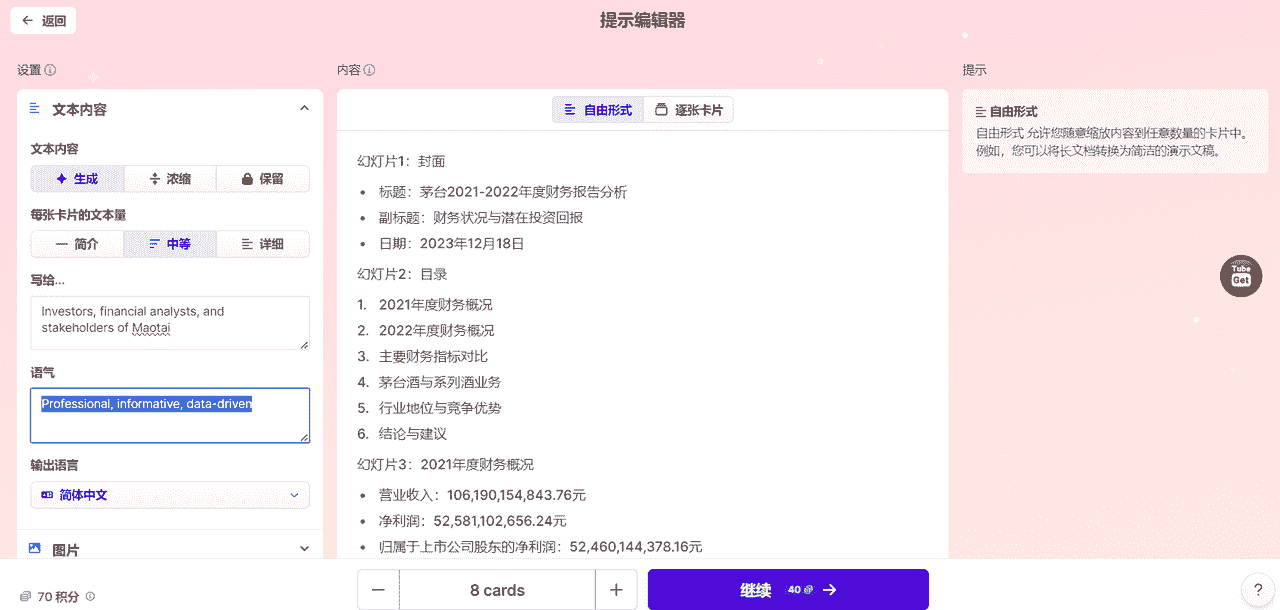 返回
提示编辑器
设置
内容
提示
文本内容
自由形式
逐张卡片
自由形式
自由形式 允许您随意缩放内容到任意数量的卡片中。
例如，您可以将长文档转换为简洁的演示文稿。
文本内容
生成
浓缩
保留
每张卡片的文本量
简介
中等
详细
写给...
Investors, financial analysts, and
stakeholders of Maotai
语气
Professional, informative, data-driven
输出语言
简体中文
图片
幻灯片1：封面
• 标题：茅台2021-2022年度财务报告分析
• 副标题：财务状况与潜在投资回报
• 日期：2023年12月18日
幻灯片2：目录
1. 2021年度财务概况
2. 2022年度财务概况
3. 主要财务指标对比
4. 茅台酒与系列酒业务
5. 行业地位与竞争优势
6. 结论与建议
幻灯片3：2021年度财务概况
• 营业收入：106,190,154,843.76元
• 净利润：52,581,102,656.24元
• 归属于上市公司股东的净利润：52,460,144,378.16元
Tube
Get
70 积分
8 cards
继续 40
?